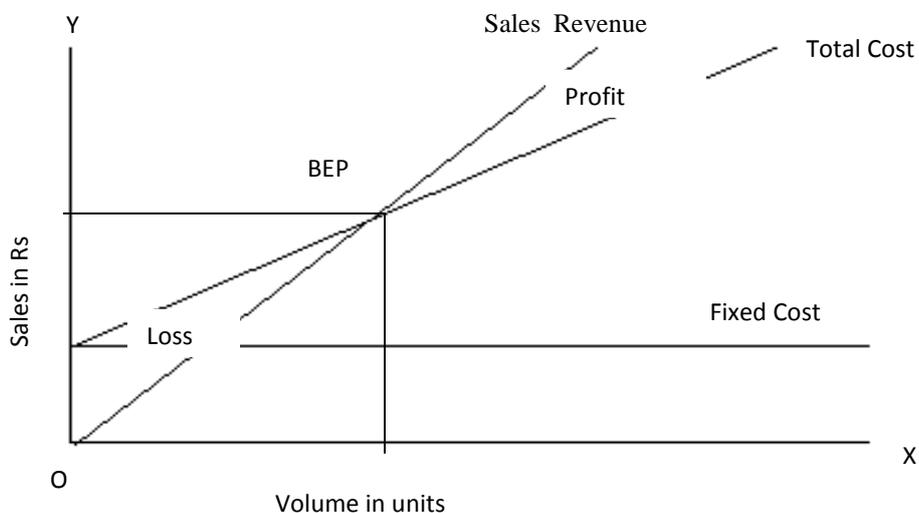 Y
Sales Revenue
Total Cost
Profit
BEP
Sales in Rs
Fixed Cost
Loss
X
O
Volume in units